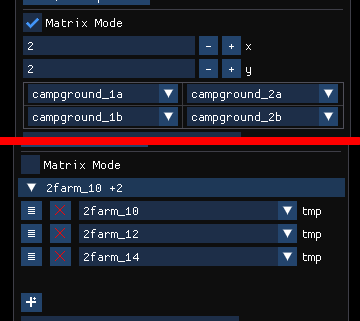 Matrix Mode
2 - + x
2 - + y
campground_1a campground_2a
campground_1b campground_2b
Matrix Mode
2farm_10 +2
2farm_10 tmp
2farm_12 tmp
2farm_14 tmp
+